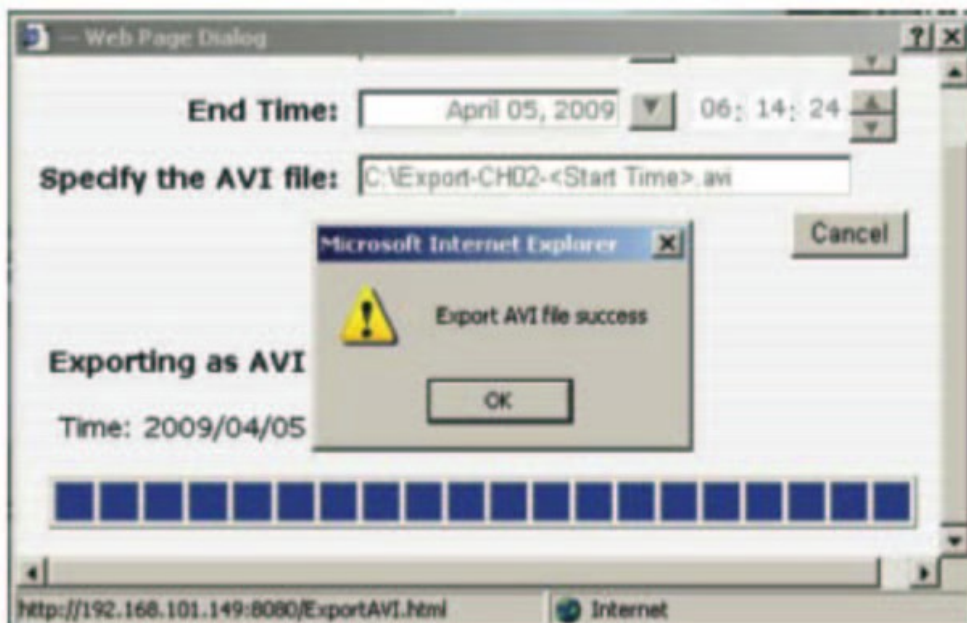 — Web Page Dialog
End Time: April 05, 2009 06: 14: 24
Specify the AVI file: C:\Export-CH02-<Start Time>.avi
Cancel
Microsoft Internet Explorer
Export AVI file success
OK
Exporting as AVI
Time: 2009/04/05
http://192.168.101.149:8080/ExportAVI.html Internet